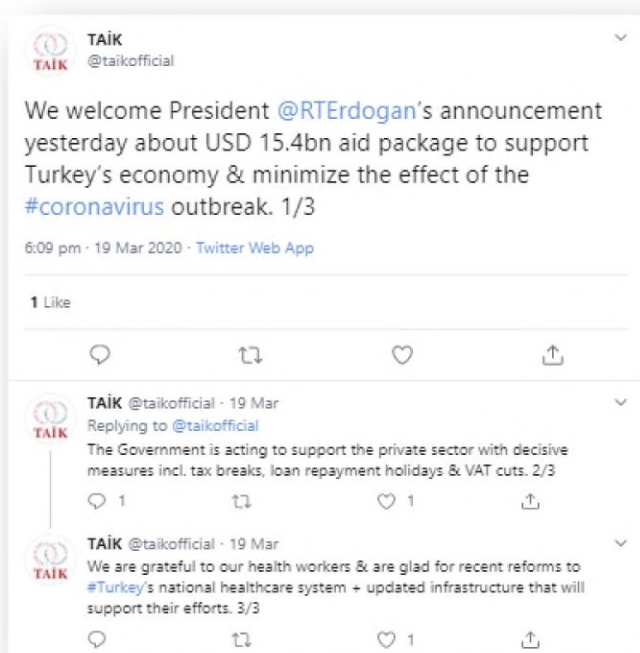 TAİK
@taikofficial
TAİK
We welcome President @RTErdogan's announcement
yesterday about USD 15.4bn aid package to support
Turkey's economy & minimize the effect of the
#coronavirus outbreak. 1/3
6:09 pm · 19 Mar 2020 · Twitter Web App
1 Like
TAİK @taikofficial · 19 Mar
TAİK
Replying to @taikofficial
The Government is acting to support the private sector with decisive
measures incl. tax breaks, loan repayment holidays & VAT cuts. 2/3
1 1
TAİK @taikofficial · 19 Mar
TAİK
We are grateful to our health workers & are glad for recent reforms to
#Turkey's national healthcare system + updated infrastructure that will
support their efforts. 3/3
1